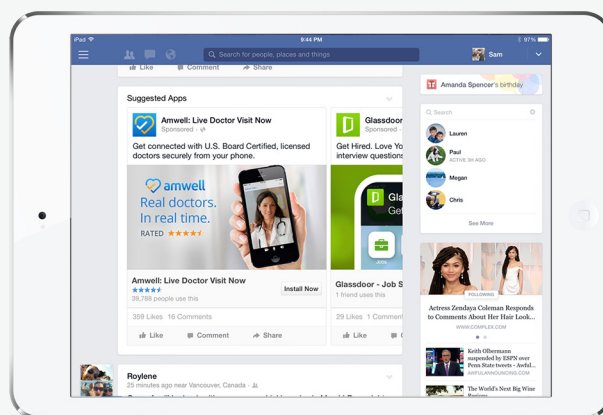 iPad
9:44 PM
97%
Search for people, places and things
Sam
Like Comment Share
Suggested Apps
Amwell: Live Doctor Visit Now
Sponsored ·
Get connected with U.S. Board Certified, licensed
doctors securely from your phone.
amwell
Real doctors.
In real time.
RATED
Amwell: Live Doctor Visit Now
39,788 people use this
Install Now
359 Likes 16 Comments
Like Comment Share
Glassdoor
Sponsored ·
Get Hired. Love Yo
interview questions
Gla
Get
Jobs
Glassdoor - Job S
1 friend uses this
29 Likes 1 Comment
Like
Roylene
25 minutes ago near Vancouver, Canada ·
Amanda Spencer's birthday
Search
Lauren
Paul
ACTIVE 3H AGO
Megan
Chris
See More
FOLLOWING
Actress Zendaya Coleman Responds
to Comments About Her Hair Look...
WWW.COMPLEX.COM
Keith Olbermann
suspended by ESPN over
Penn State tweets - Awful...
AWFULANNOUNCING.COM
The World's Next Big Wine